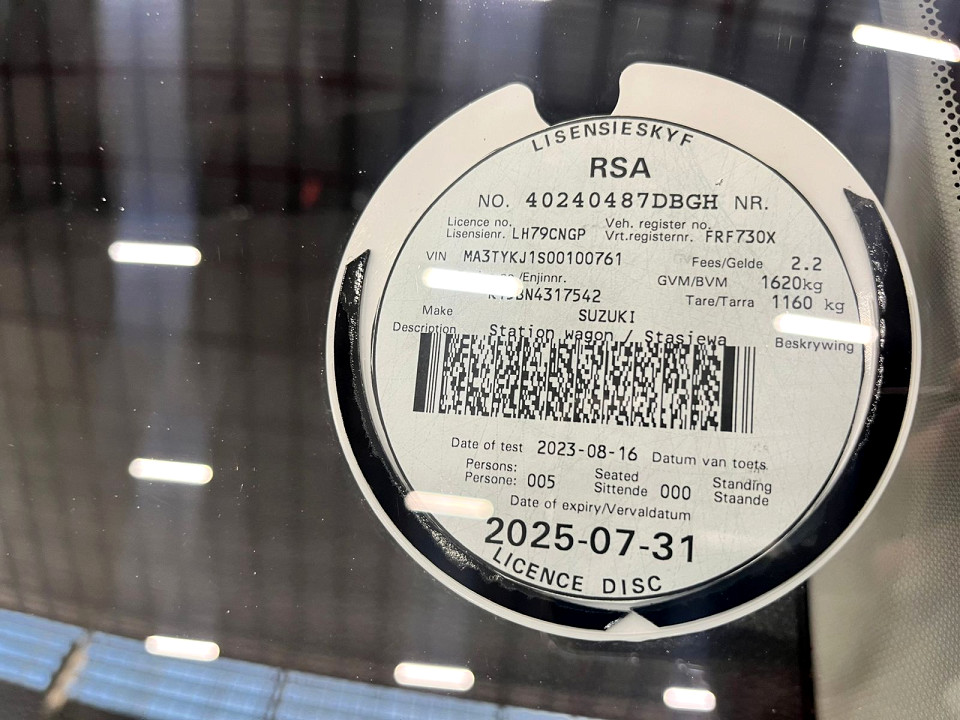 LISENSIESKYF
RSA
NO. 40240487DBGH NR.
Licence no. Veh. register no.
Lisensienr. LH79CNGP Vrt.registernr. FRF730X
VIN MA3TYKJ1S00100761 Fees/Gelde 2.2
/Enjinnr. GVM/BVM 1620kg
Tare/Tarra 1160 kg
Make SUZUKI
Description Station wagon / Stasiewa Beskrywing
Date of test 2023-08-16 Datum van toets
Persons: Seated Standing
Persone: 005 Sittende 000 Staande
Date of expiry/Vervaldatum
2025-07-31
LICENCE DISC